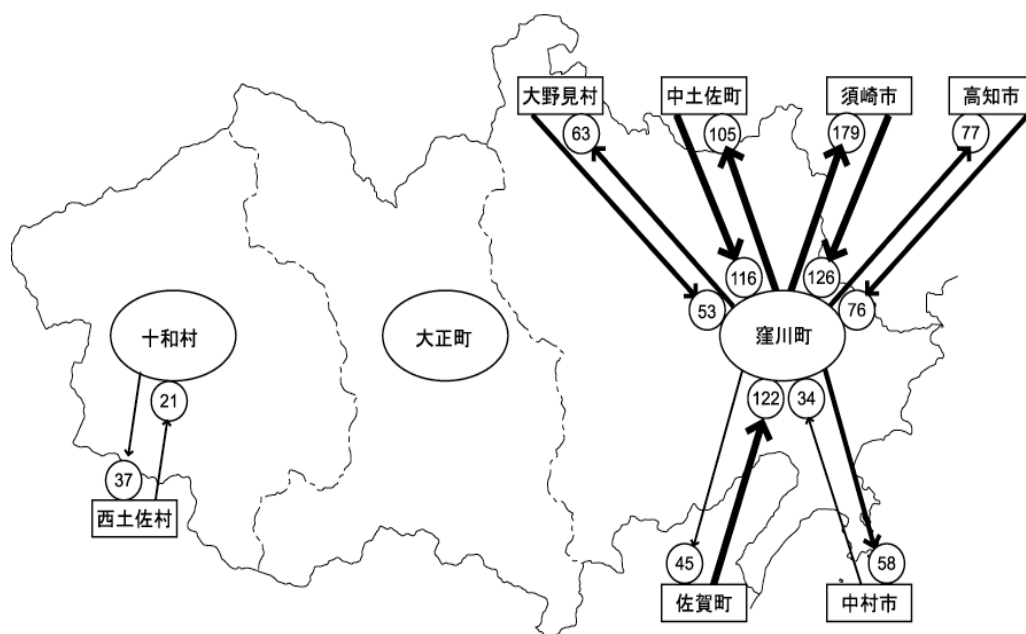 大野見村
中土佐町
須崎市
高知市
63
105
179
77
116
126
53
76
十和村
大正町
窪川町
21
122
34
37
西土佐村
45
58
佐賀町
中村市